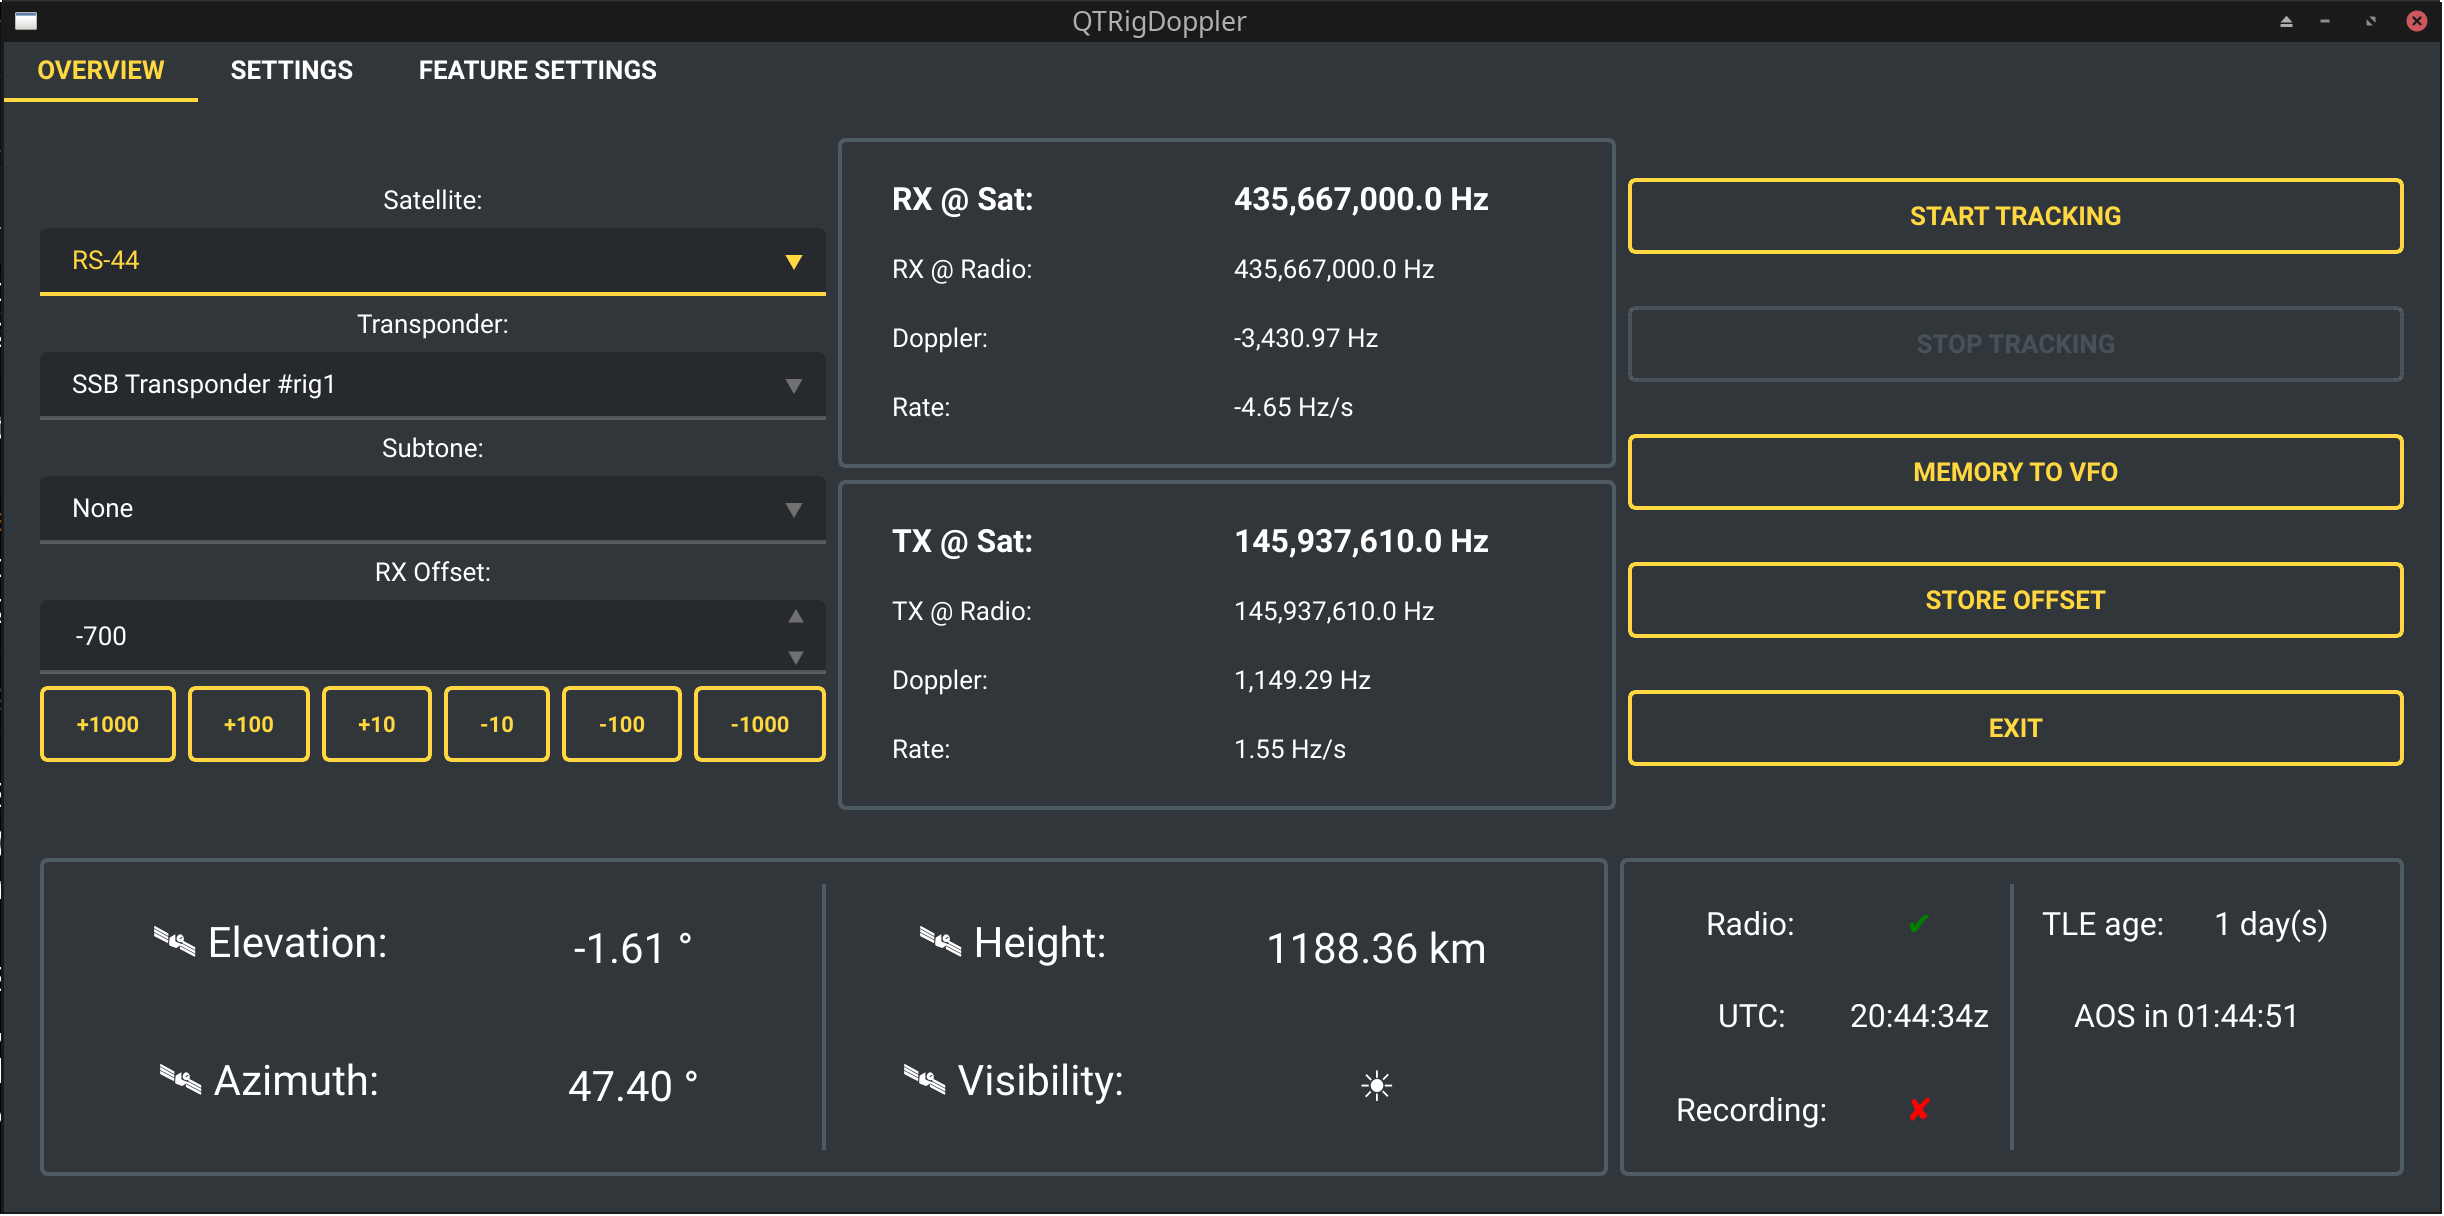 QTRigDoppler
OVERVIEW SETTINGS FEATURE SETTINGS
Satellite:
RS-44
Transponder:
SSB Transponder #rig1
Subtone:
None
RX Offset:
-700
+1000 +100 +10 -10 -100 -1000
RX @ Sat: 435,667,000.0 Hz
RX @ Radio: 435,667,000.0 Hz
Doppler: -3,430.97 Hz
Rate: -4.65 Hz/s
TX @ Sat: 145,937,610.0 Hz
TX @ Radio: 145,937,610.0 Hz
Doppler: 1,149.29 Hz
Rate: 1.55 Hz/s
START TRACKING
STOP TRACKING
MEMORY TO VFO
STORE OFFSET
EXIT
Elevation: -1.61 °
Azimuth: 47.40 °
Height: 1188.36 km
Visibility:
Radio: ✔
UTC: 20:44:34z
Recording: ✘
TLE age: 1 day(s)
AOS in 01:44:51